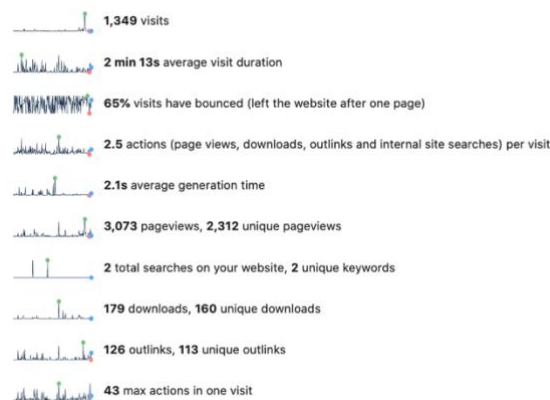 1,349 visits
2 min 13s average visit duration
65% visits have bounced (left the website after one page)
2.5 actions (page views, downloads, outlinks and internal site searches) per visit
2.1s average generation time
3,073 pageviews, 2,312 unique pageviews
2 total searches on your website, 2 unique keywords
179 downloads, 160 unique downloads
126 outlinks, 113 unique outlinks
43 max actions in one visit